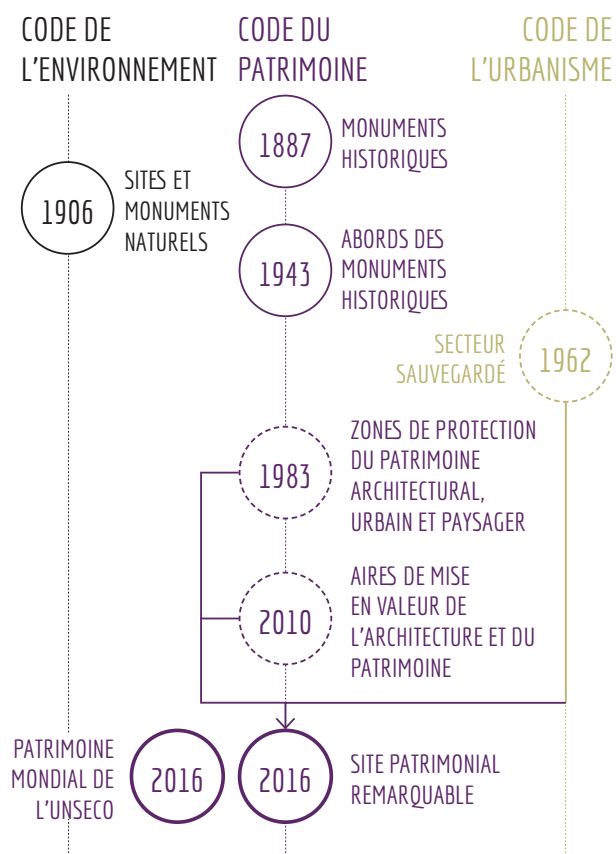 CODE DE
L'ENVIRONNEMENT
CODE DU
PATRIMOINE
CODE DE
L'URBANISME
1887
MONUMENTS
HISTORIQUES
1906
SITES ET
MONUMENTS
NATURELS
1943
ABORDS DES
MONUMENTS
HISTORIQUES
SECTEUR
SAUVEGARDÉ
1962
1983
ZONES DE PROTECTION
DU PATRIMOINE
ARCHITECTURAL,
URBAIN ET PAYSAGER
2010
AIRES DE MISE
EN VALEUR DE
L'ARCHITECTURE ET DU
PATRIMOINE
PATRIMOINE
MONDIAL DE
L'UNSECO
2016
2016
SITE PATRIMONIAL
REMARQUABLE